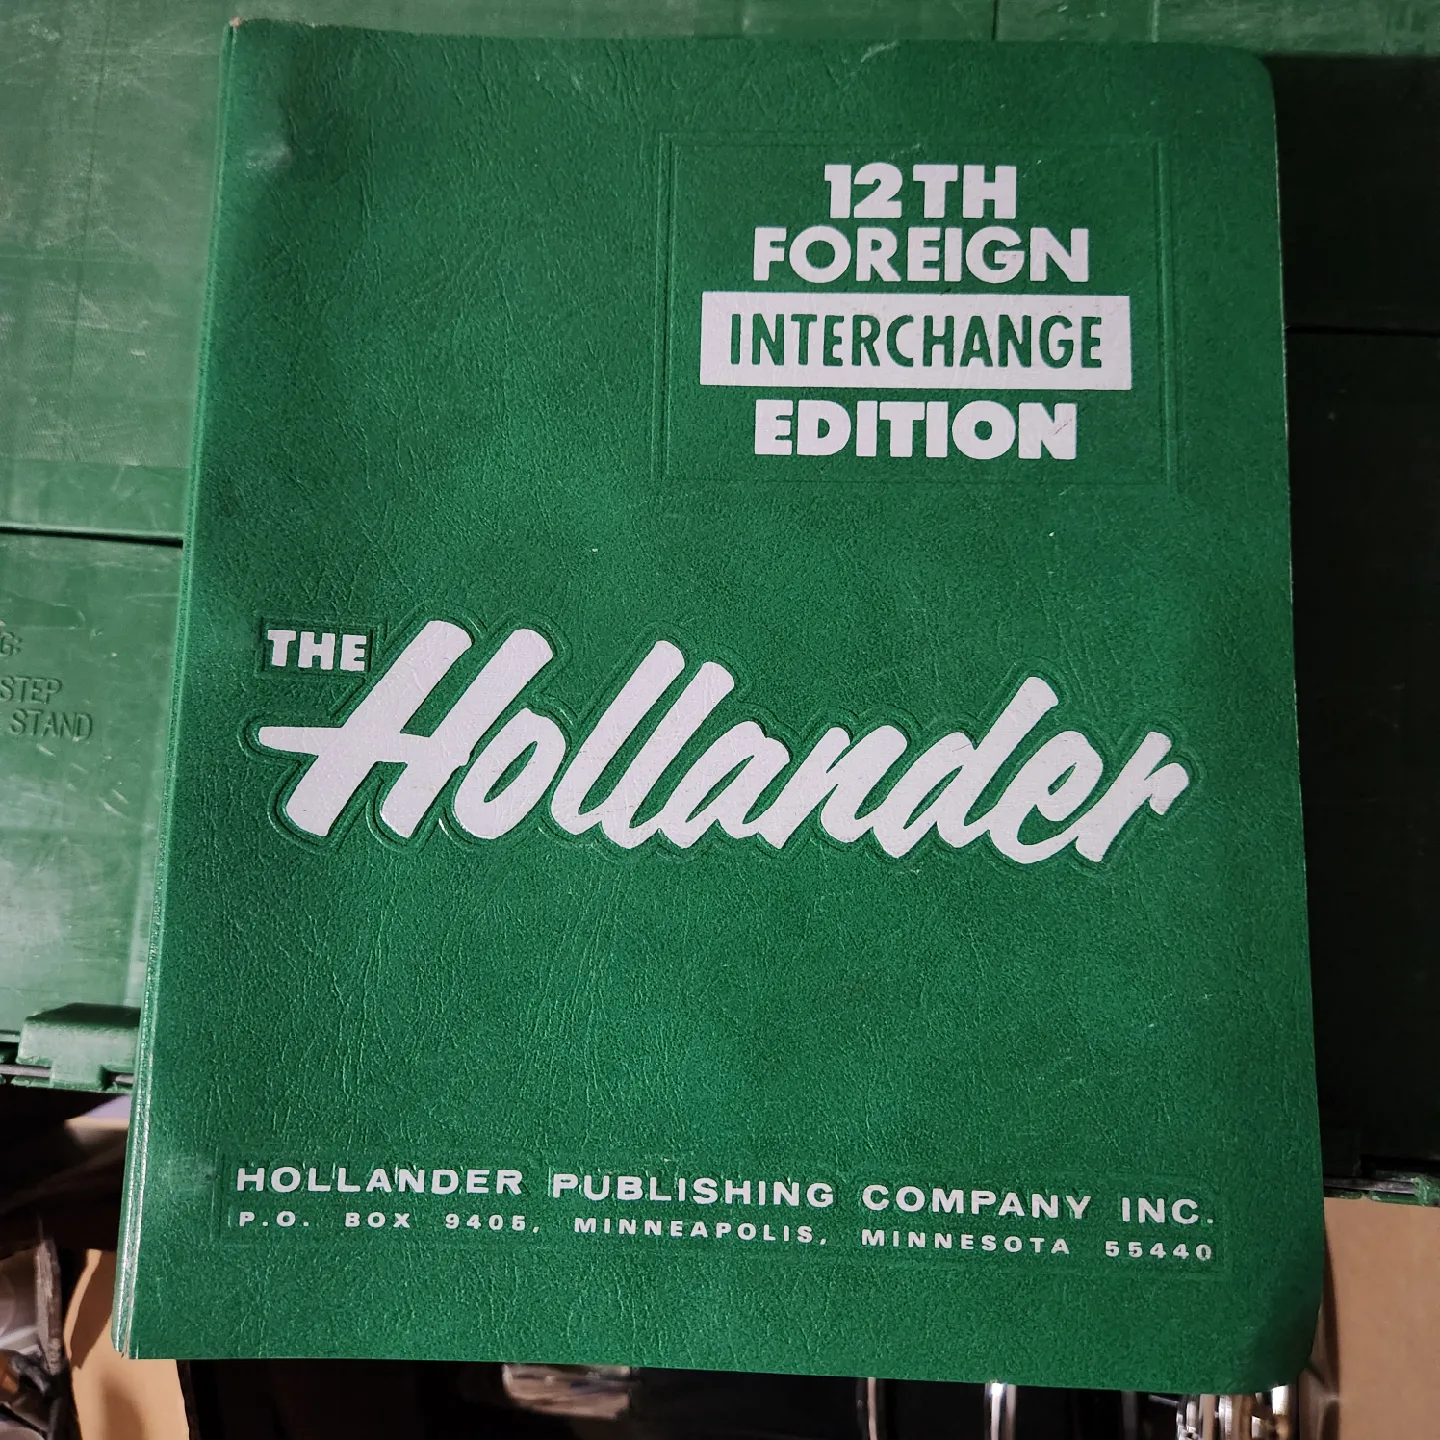 12TH
FOREIGN
INTERCHANGE
EDITION
THE Hollander
HOLLANDER PUBLISHING COMPANY INC.
P.O. BOX 9405, MINNEAPOLIS, MINNESOTA 55440
STEP
STAND